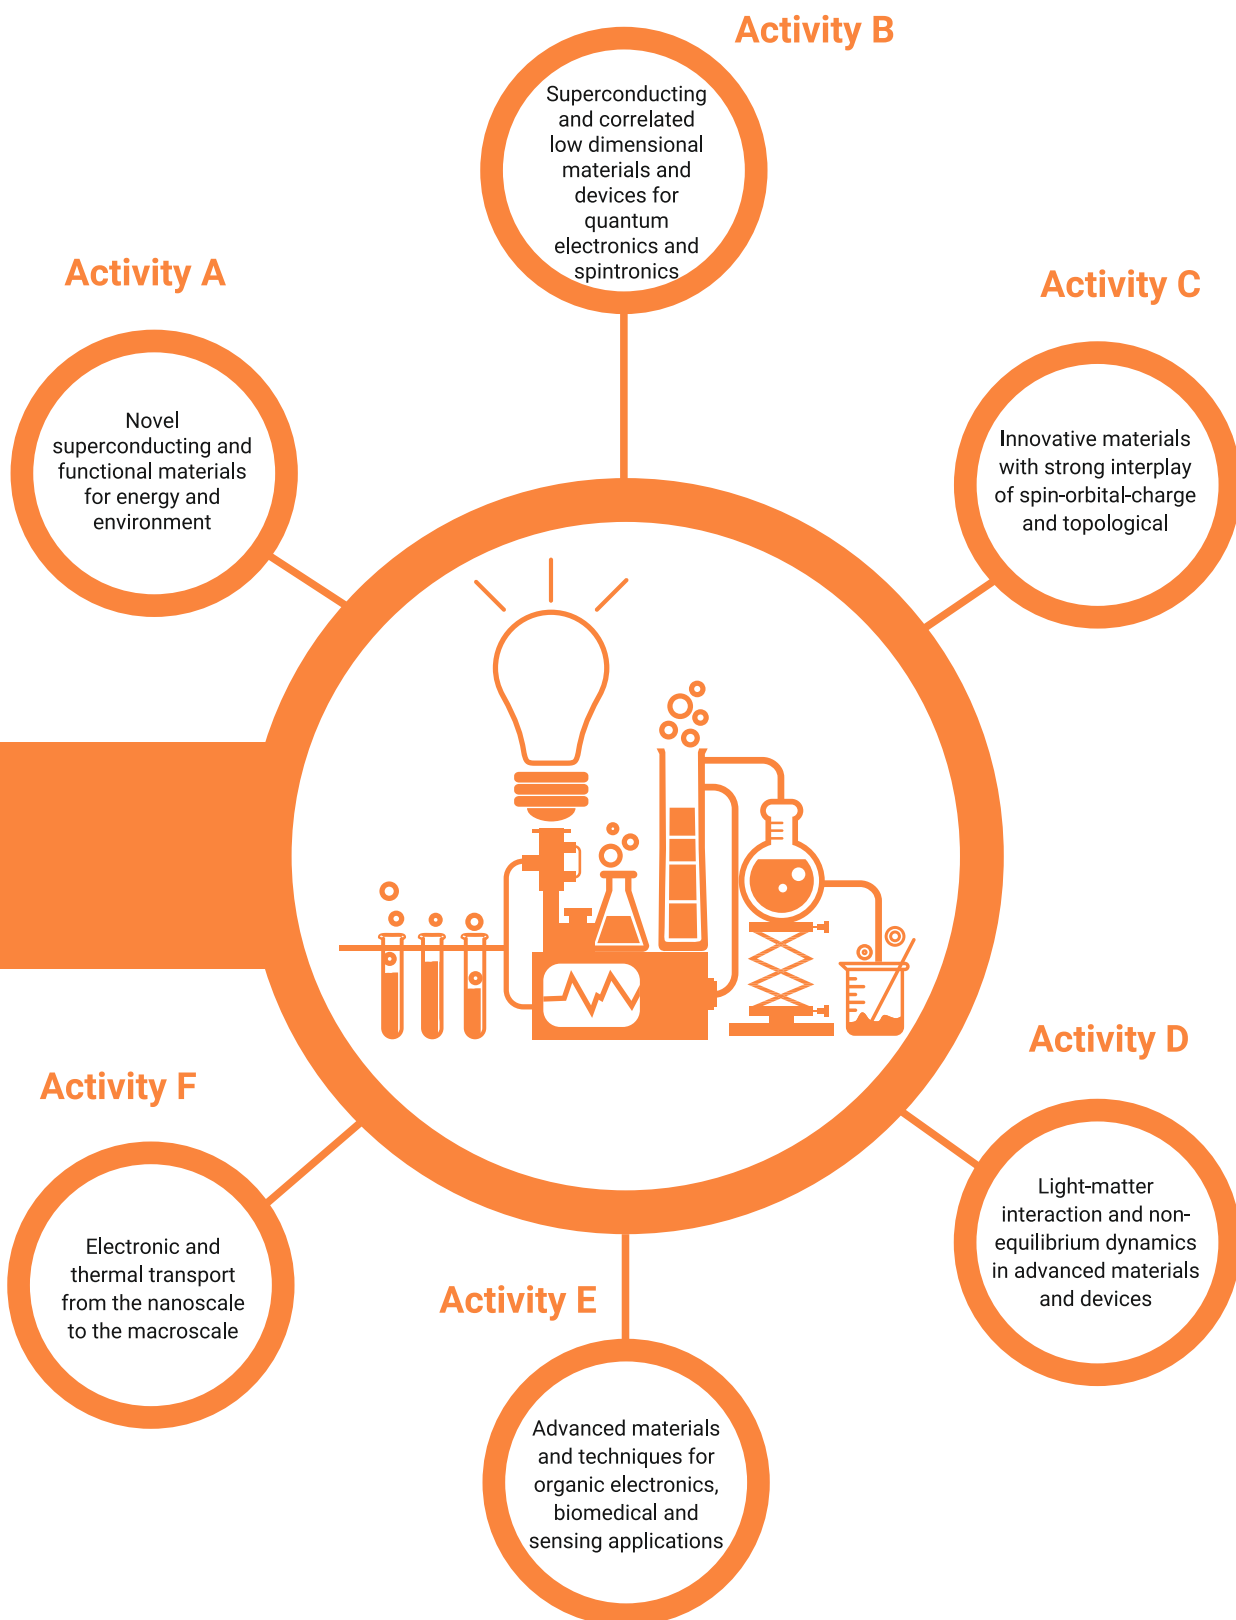 Activity B
Superconducting
and correlated
low dimensional
materials and
devices for
quantum
electronics and
spintronics
Activity A
Novel
superconducting and
functional materials
for energy and
environment
Activity C
Innovative materials
with strong interplay
of spin-orbital-charge
and topological
Activity D
Light-matter
interaction and non-
equilibrium dynamics
in advanced materials
and devices
Activity F
Electronic and
thermal transport
from the nanoscale
to the macroscale
Activity E
Advanced materials
and techniques for
organic electronics,
biomedical and
sensing applications